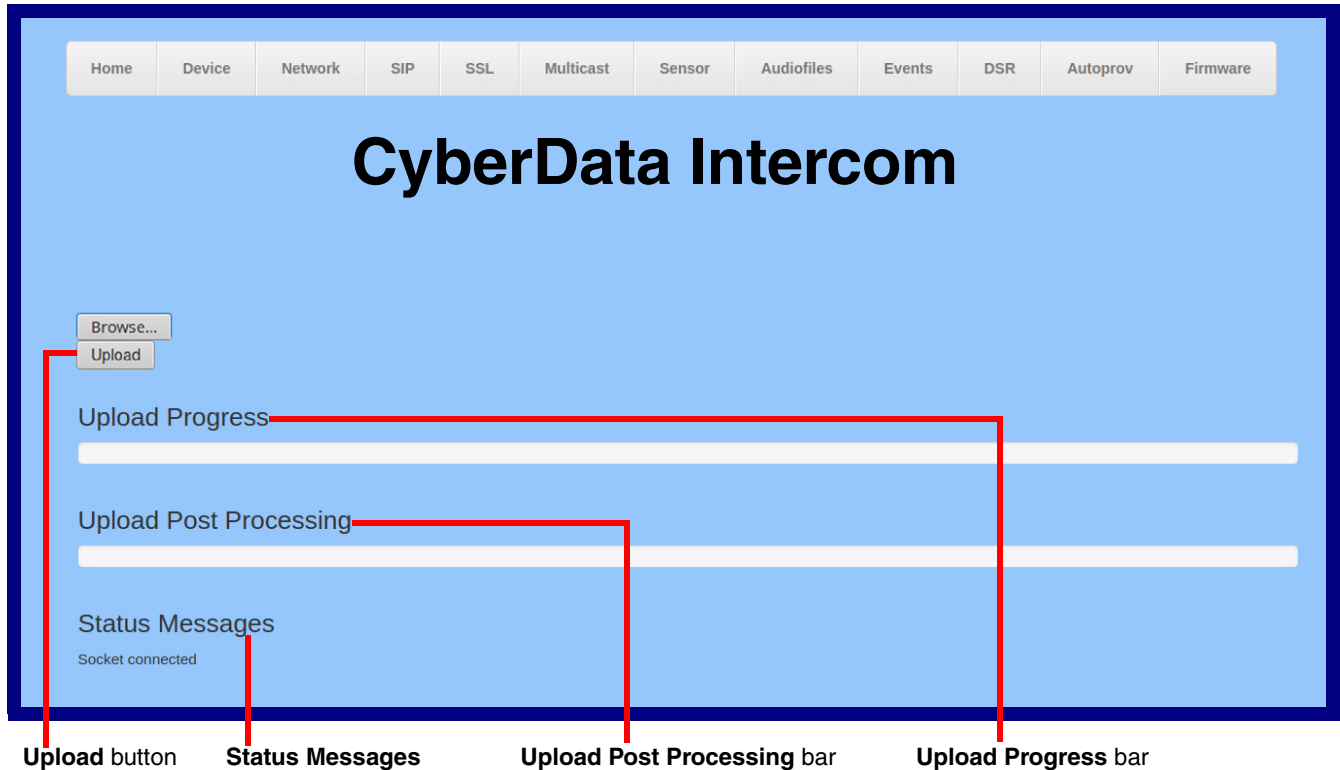 Home Device Network SIP SSL Multicast Sensor Audiofiles Events DSR Autoprov Firmware
CyberData Intercom
Browse...
Upload
Upload Progress
Upload Post Processing
Status Messages
Socket connected
Upload button Status Messages Upload Post Processing bar Upload Progress bar